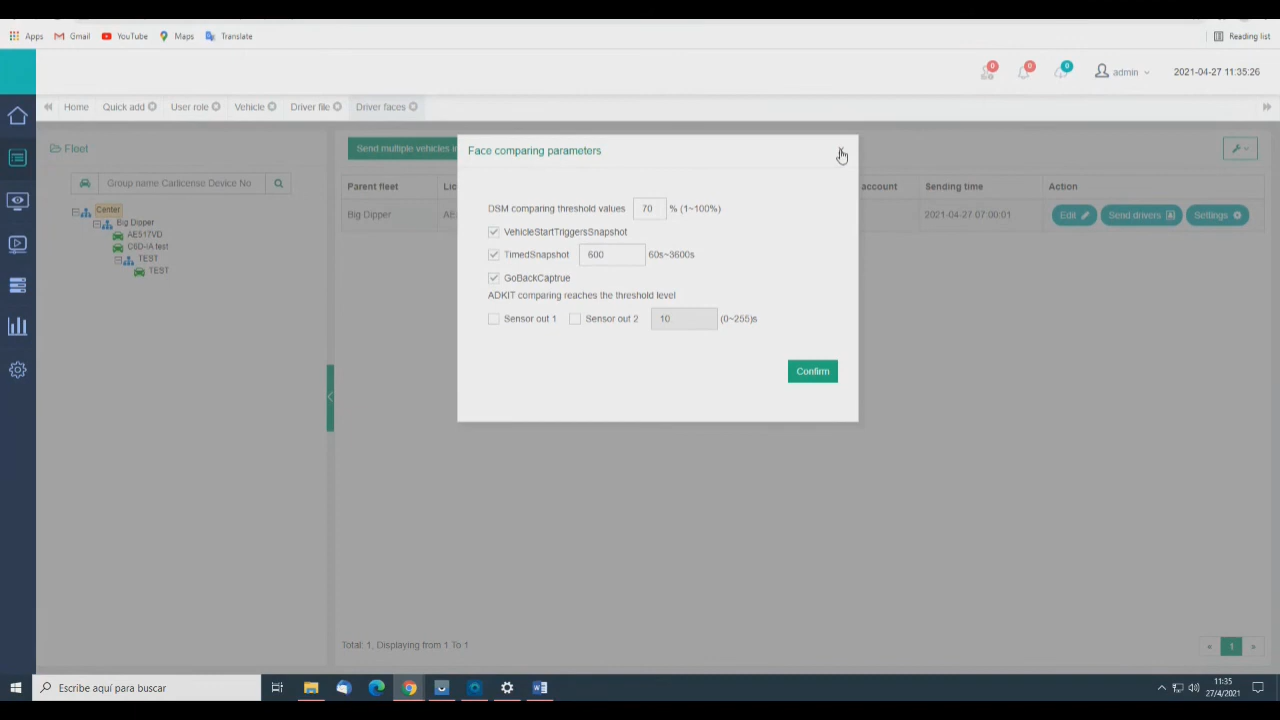 Apps Gmail YouTube Maps Translate Reading list
0 0 0 admin 2021-04-27 11:35:26
Home Quick add User role Vehicle Driver file Driver faces
Fleet
Group name Carlicense Device No
Center
Big Dipper
AE517VD
C6D-IA test
TEST
TEST
Send multiple vehicles
Parent fleet account Sending time Action
Big Dipper 2021-04-27 07:00:01 Edit Send drivers Settings
Face comparing parameters
DSM comparing threshold values 70 % (1~100%)
VehicleStartTriggersSnapshot
TimedSnapshot 600 60s~3600s
GoBackCaptrue
ADKIT comparing reaches the threshold level
Sensor out 1 Sensor out 2 10 (0~255)s
Confirm
Total: 1, Displaying from 1 To 1
« 1 »
Escribe aquí para buscar
11:35
27/4/2021